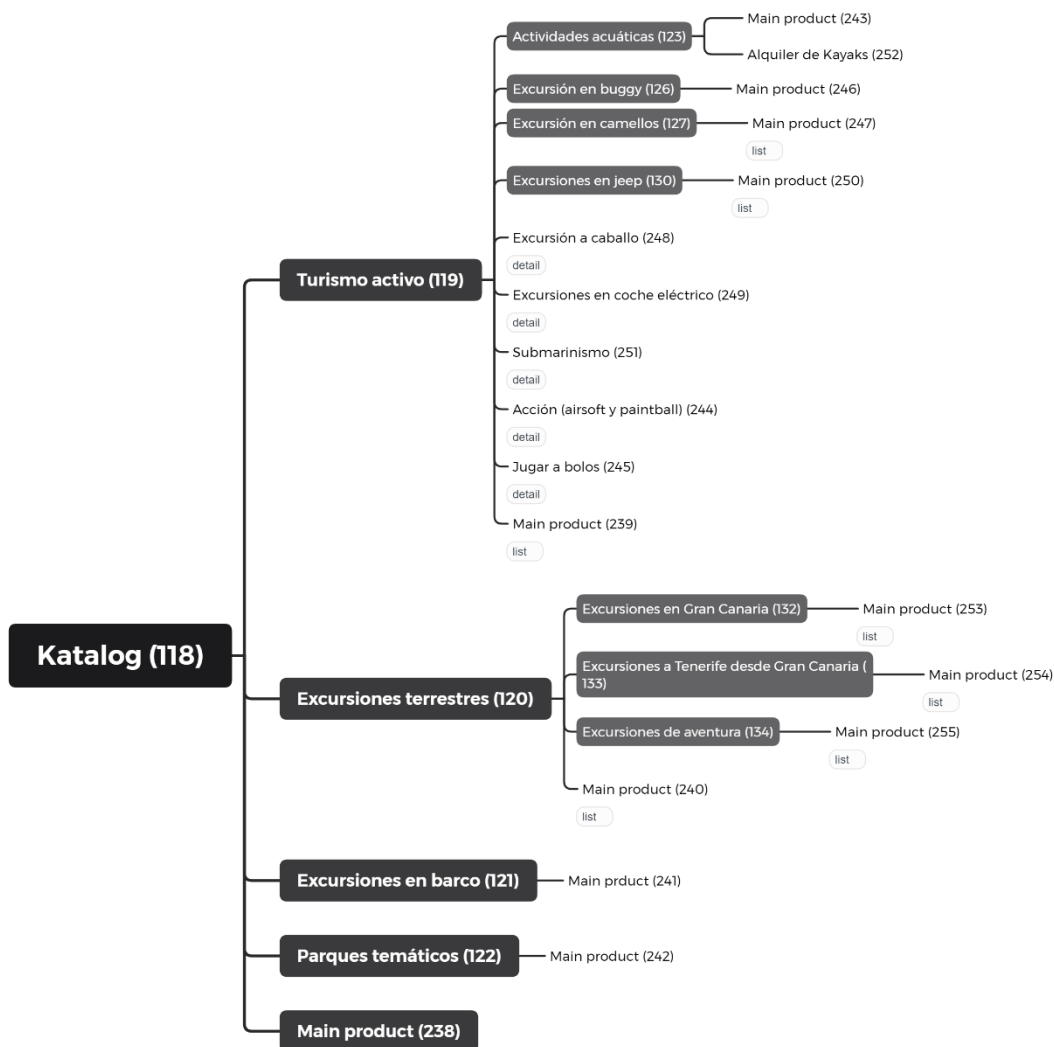 Main product (243)
Actividades acuáticas (123)
Alquiler de Kayaks (252)
Excursión en buggy (126)
Main product (246)
Excursión en camellos (127)
Main product (247)
list
Excursiones en jeep (130)
Main product (250)
list
Excursión a caballo (248)
detail
Turismo activo (119)
Excursiones en coche eléctrico (249)
detail
Submarinismo (251)
detail
Acción (airsoft y paintball) (244)
detail
Jugar a bolos (245)
detail
Main product (239)
list
Excursiones en Gran Canaria (132)
Main product (253)
list
Katalog (118)
Excursiones a Tenerife desde Gran Canaria (
133)
Main product (254)
list
Excursiones terrestres (120)
Excursiones de aventura (134)
Main product (255)
list
Main product (240)
list
Excursiones en barco (121)
Main prduct (241)
Parques temáticos (122)
Main product (242)
Main product (238)